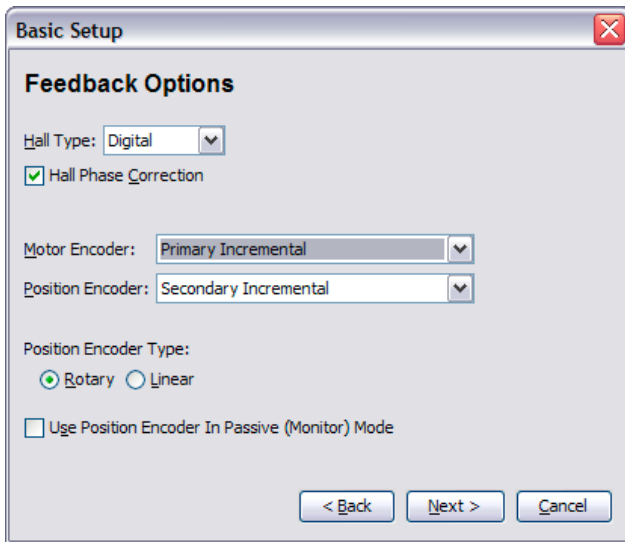 Basic Setup
Feedback Options
Hall Type: Digital
Hall Phase Correction
Motor Encoder: Primary Incremental
Position Encoder: Secondary Incremental
Position Encoder Type:
Rotary Linear
Use Position Encoder In Passive (Monitor) Mode
< Back Next > Cancel